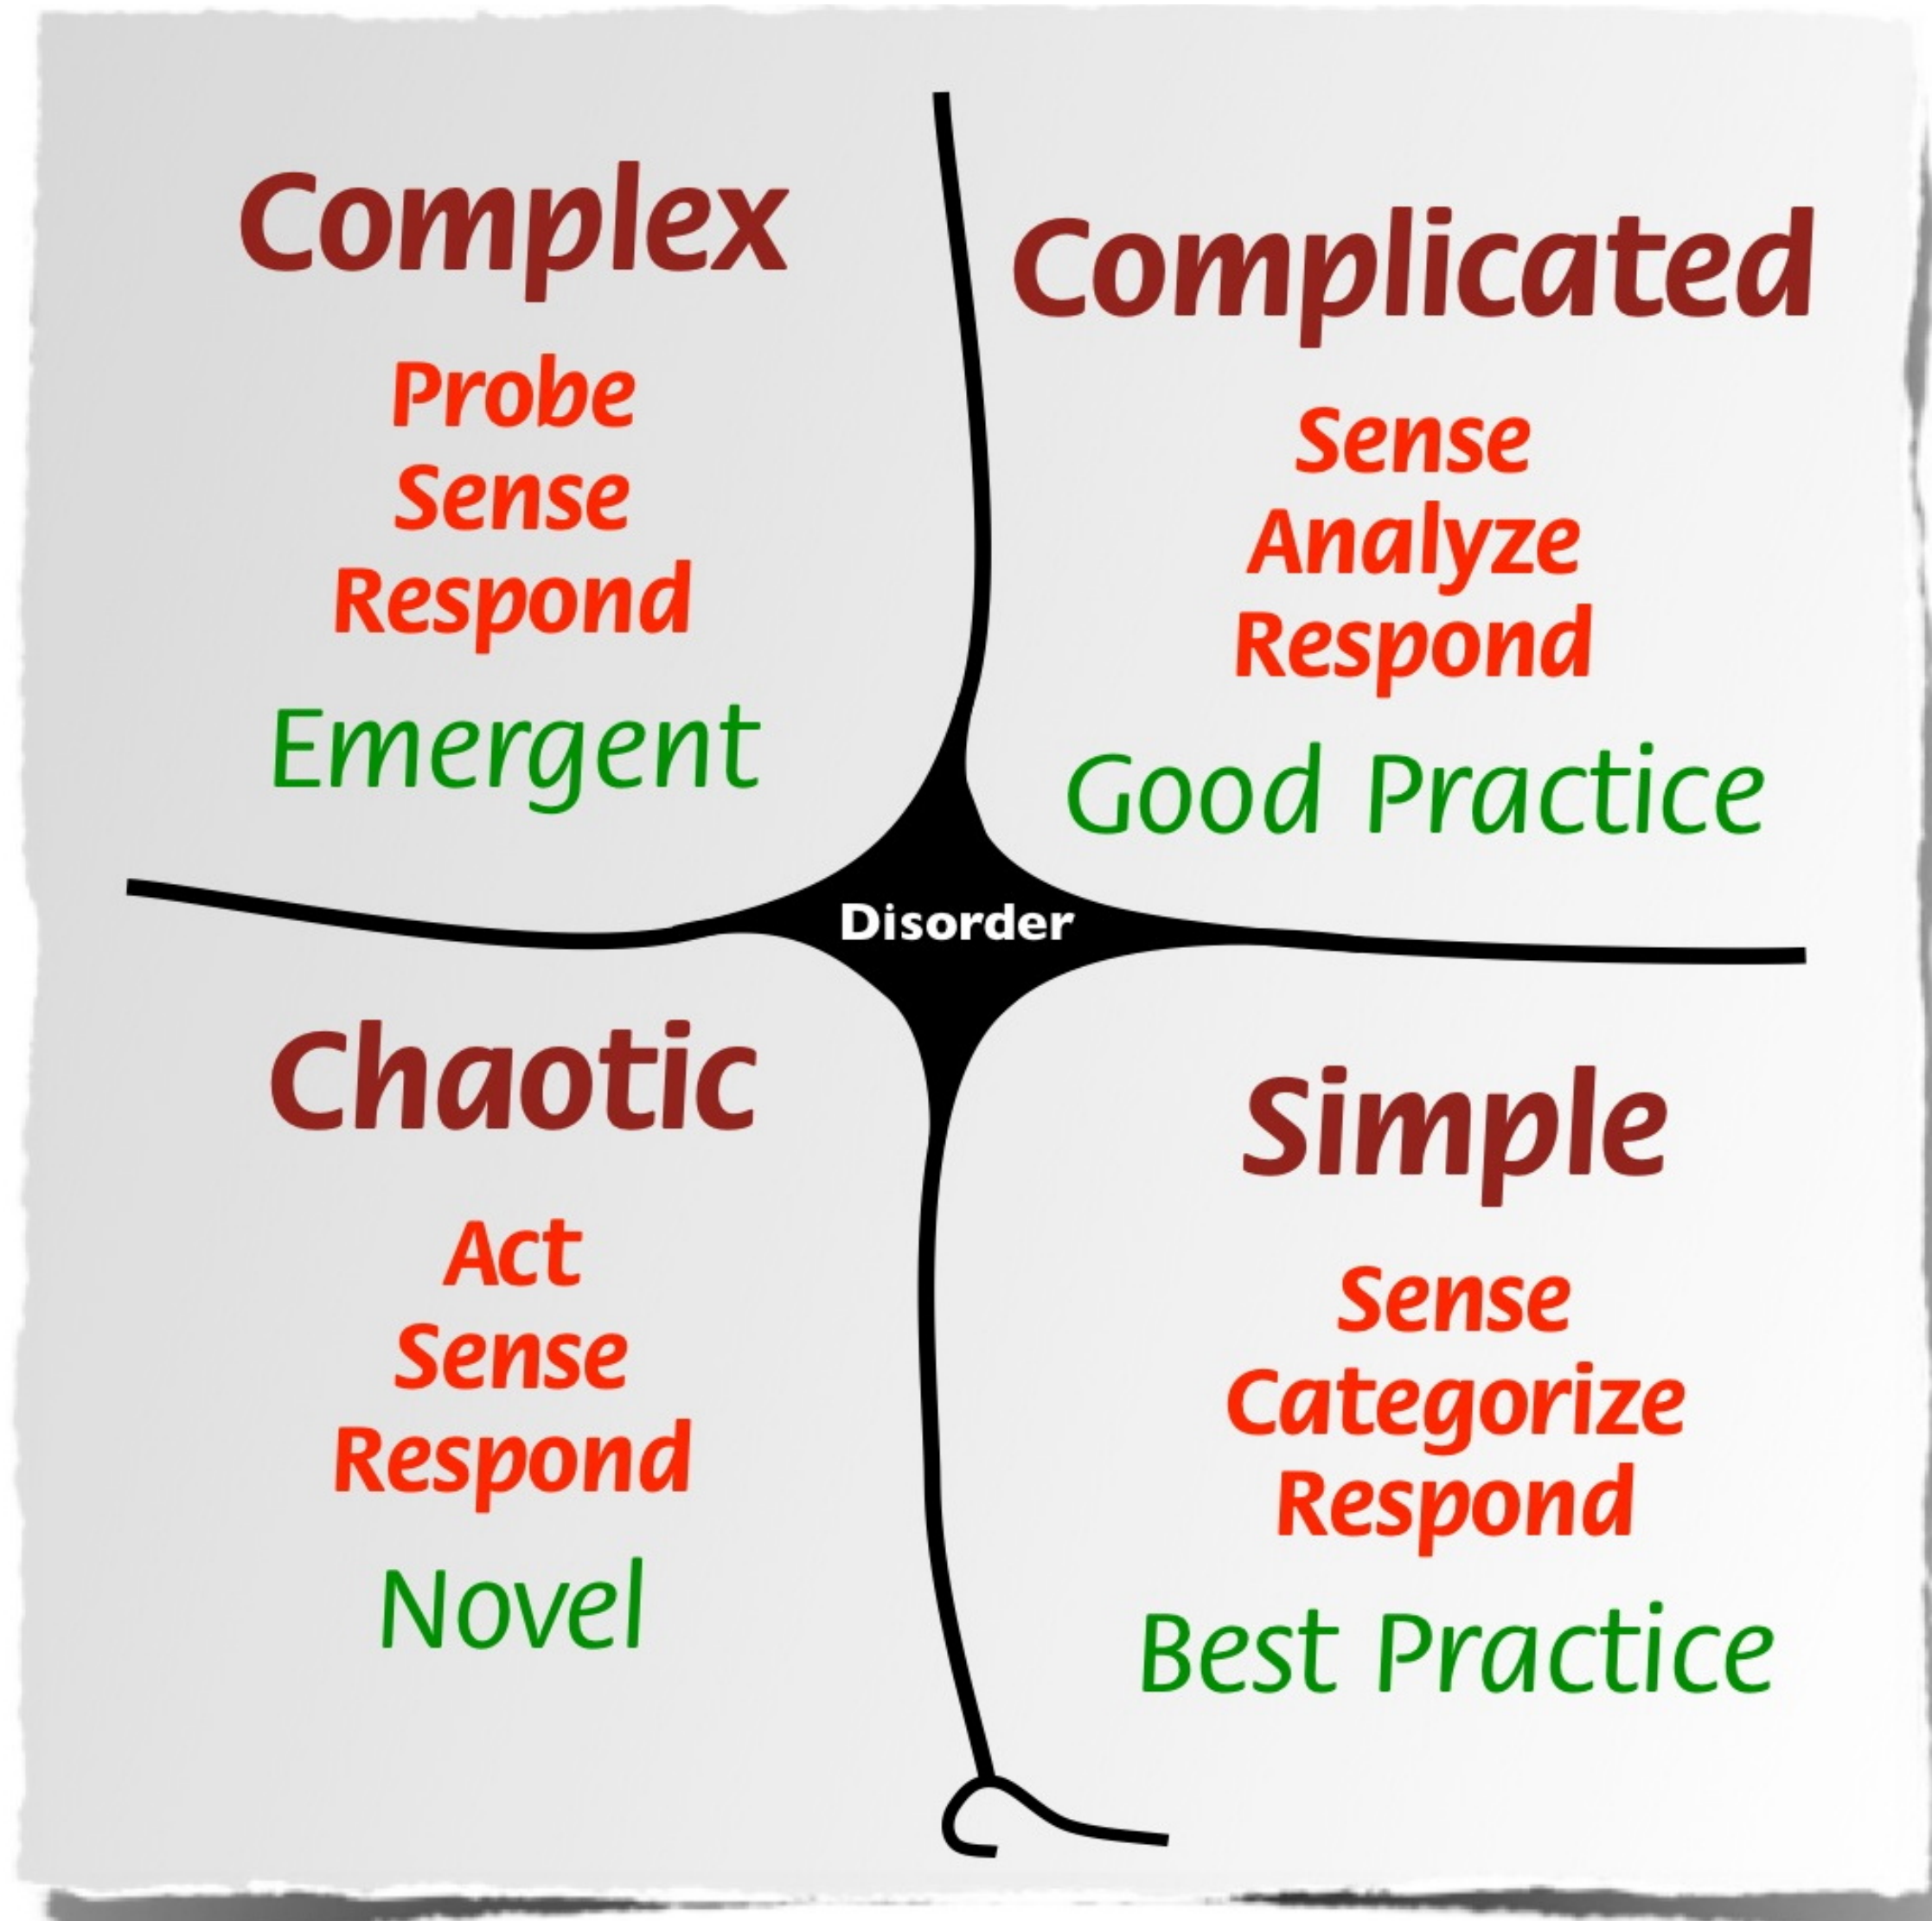 Complex
Probe
Sense
Respond
Emergent
Complicated
Sense
Analyze
Respond
Good Practice
Disorder
Chaotic
Act
Sense
Respond
Novel
Simple
Sense
Categorize
Respond
Best Practice